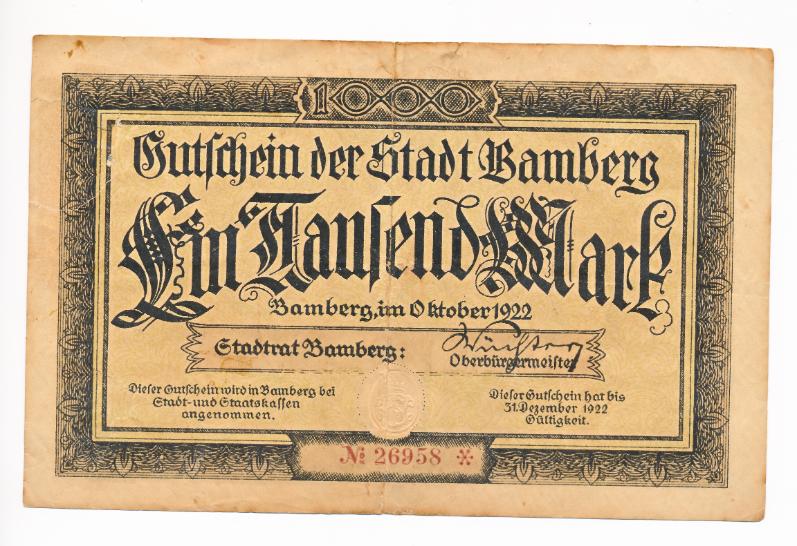 1000
Gutschein der Stadt Bamberg
Ein Tausend Mark
Bamberg, im Oktober 1922
Stadtrat Bamberg:
Oberbürgermeister
Dieser Gutschein wird in Bamberg bei
Stadt- und Staatskassen
angenommen.
Dieser Gutschein hat bis
31. Dezember 1922
Gültigkeit.
№ 26958 *